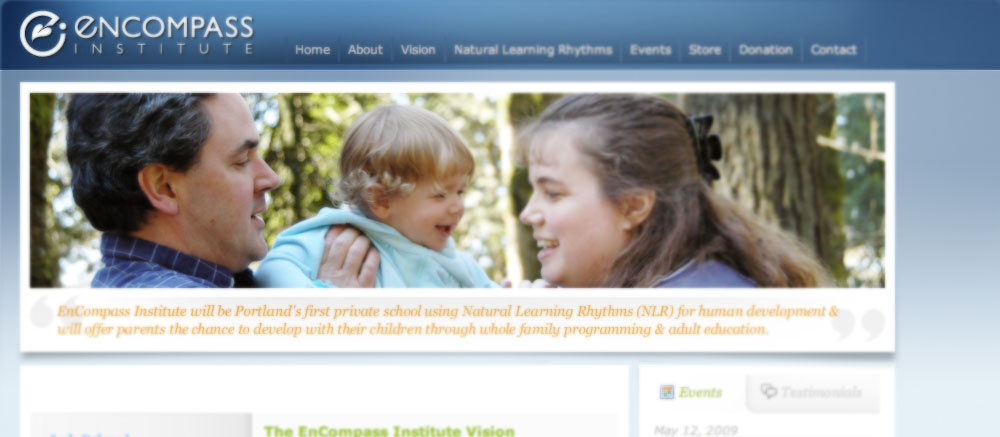 enCOMPASS
INSTITUTE
Home About Vision Natural Learning Rhythms Events Store Donation Contact
EnCompass Institute will be Portland's first private school using Natural Learning Rhythms (NLR) for human development &
will offer parents the chance to develop with their children through whole family programming & adult education.
Events Testimonials
The EnCompass Institute Vision
May 12, 2009